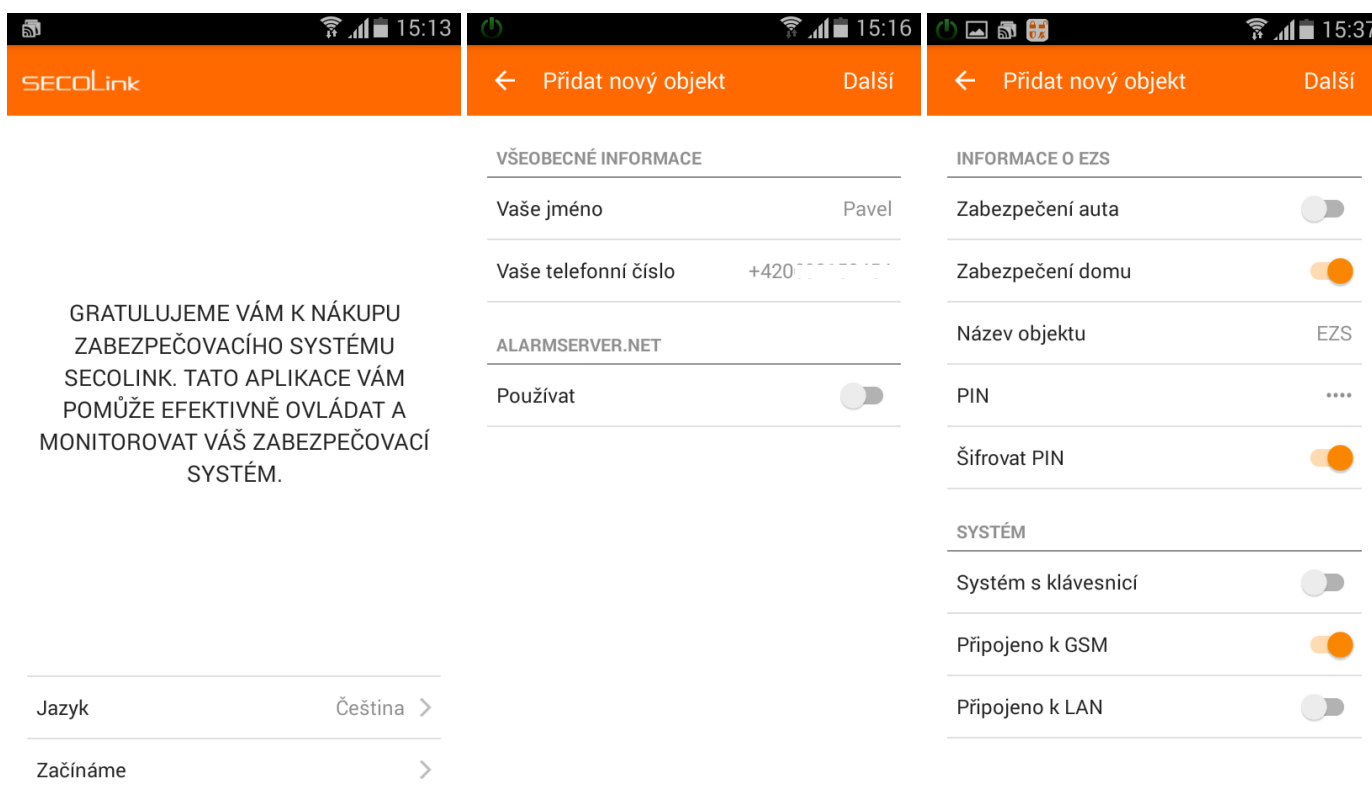 15:13
SECOLink
GRATULUJEME VÁM K NÁKUPU
ZABEZPEČOVACÍHO SYSTÉMU
SECOLINK. TATO APLIKACE VÁM
POMŮŽE EFEKTIVNĚ OVLÁDAT A
MONITOROVAT VÁŠ ZABEZPEČOVACÍ
SYSTÉM.
Jazyk Čeština
Začínáme
15:16
Přidat nový objekt Další
VŠEOBECNÉ INFORMACE
Vaše jméno Pavel
Vaše telefonní číslo +420
ALARMSERVER.NET
Používat
15:37
Přidat nový objekt Další
INFORMACE O EZS
Zabezpečení auta
Zabezpečení domu
Název objektu EZS
PIN ••••
Šifrovat PIN
SYSTÉM
Systém s klávesnicí
Připojeno k GSM
Připojeno k LAN